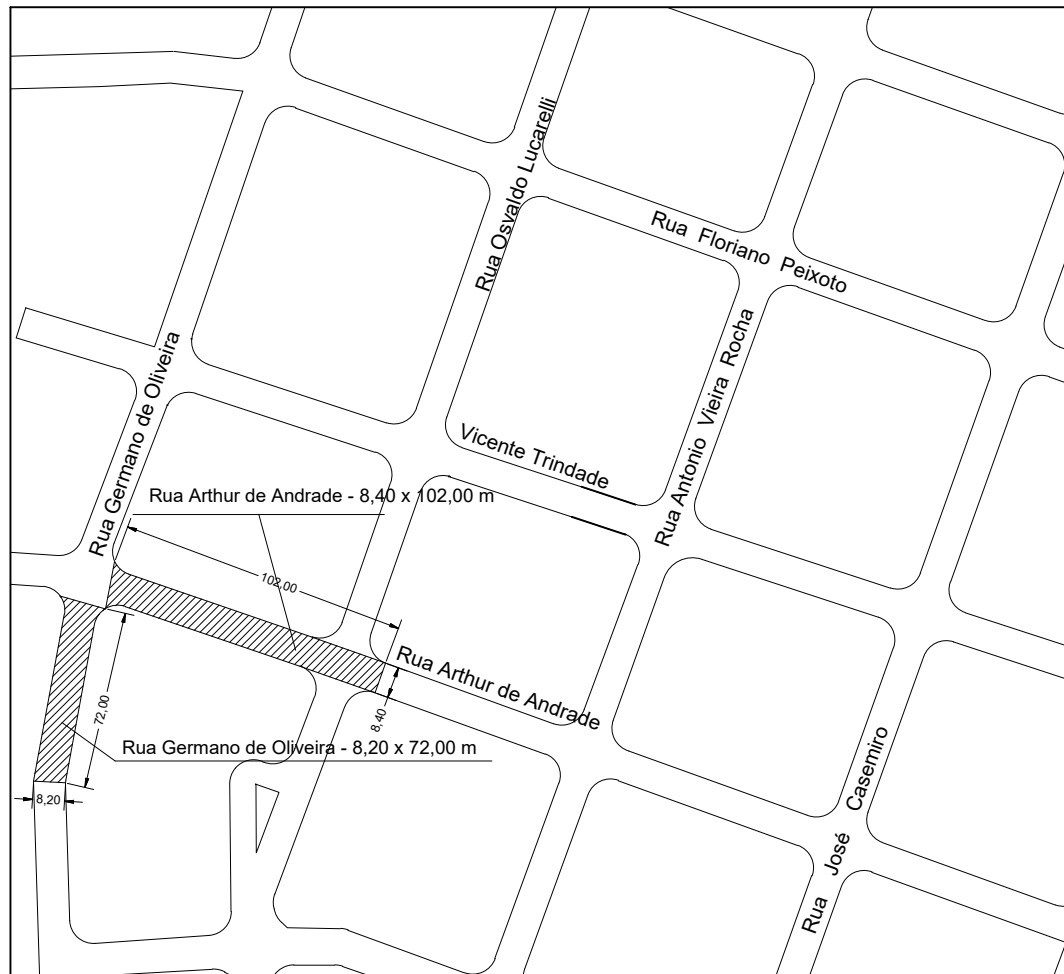 Rua Osvaldo Lucarelli
Rua Floriano Peixoto
Rua Germano de Oliveira
Rua Antonio Vieira Rocha
Vicente Trindade
Rua Arthur de Andrade - 8,40 x 102,00 m
102,00
Rua Arthur de Andrade
8,40
72,00
Rua Germano de Oliveira - 8,20 x 72,00 m
8,20
Rua José Casemiro